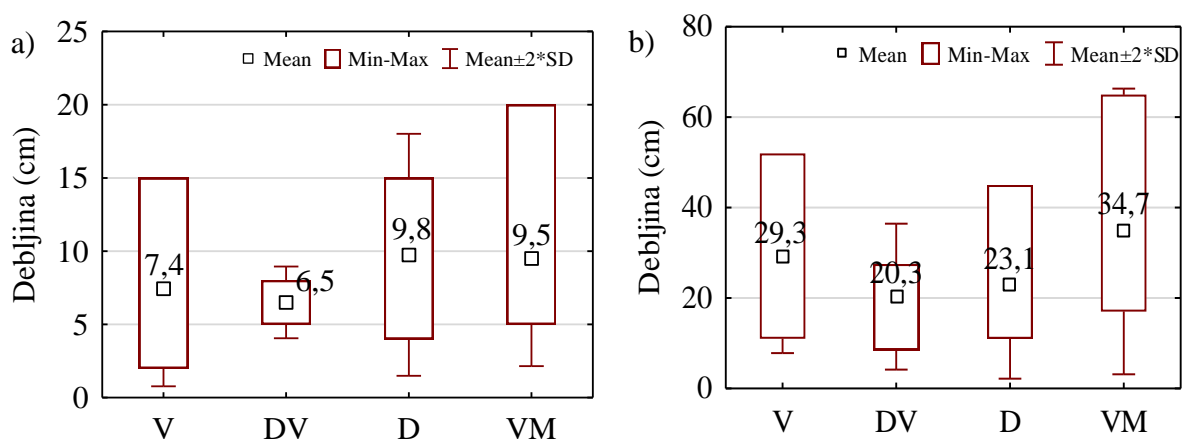 a)
25
20
15
10
5
0
Debljina (cm)
Mean Min-Max Mean±2*SD
7,4
6,5
9,8
9,5
V DV D VM
b)
80
60
40
20
0
Debljina (cm)
Mean Min-Max Mean±2*SD
29,3
20,3
23,1
34,7
V DV D VM